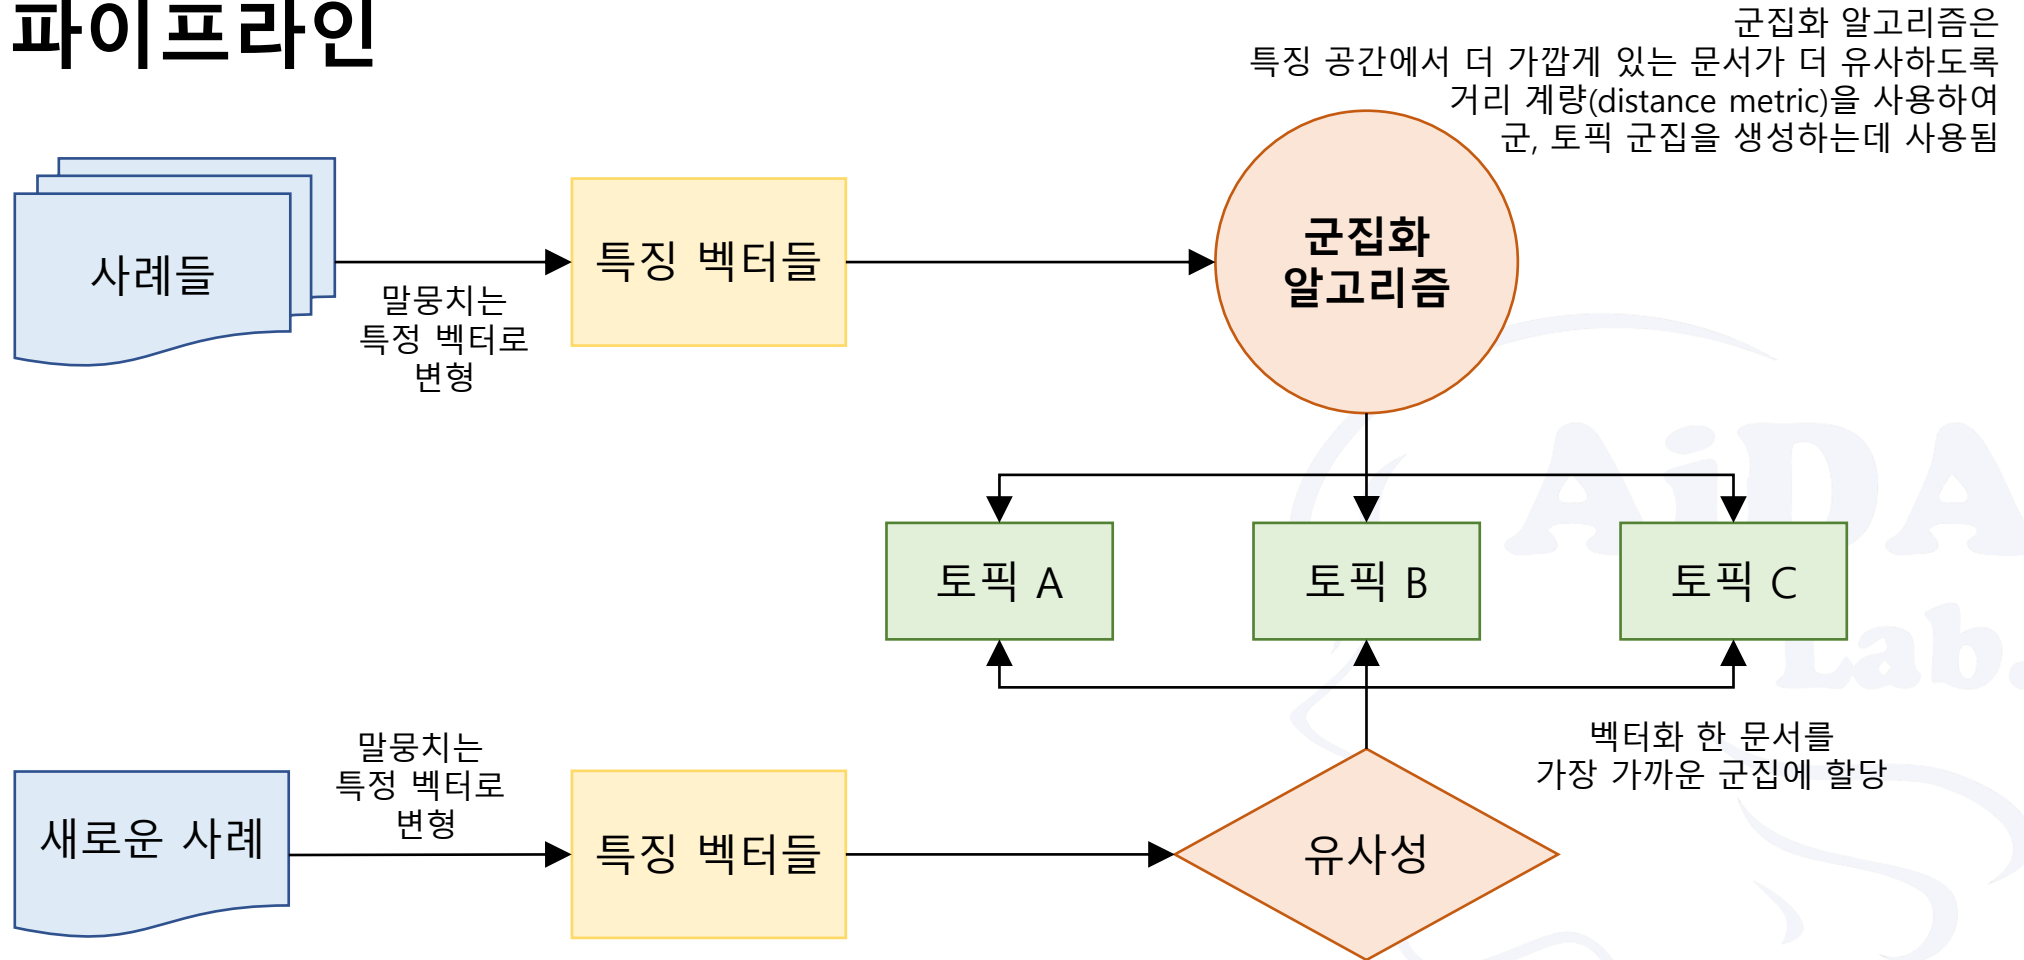 파이프라인
군집화 알고리즘은
특징 공간에서 더 가깝게 있는 문서가 더 유사하도록
거리 계량(distance metric)을 사용하여
군, 토픽 군집을 생성하는데 사용됨
사례들
말뭉치는
특정 벡터로
변형
특징 벡터들
군집화
알고리즘
토픽 A
토픽 B
토픽 C
새로운 사례
말뭉치는
특정 벡터로
변형
특징 벡터들
유사성
벡터화 한 문서를
가장 가까운 군집에 할당
AiDA
Lab.